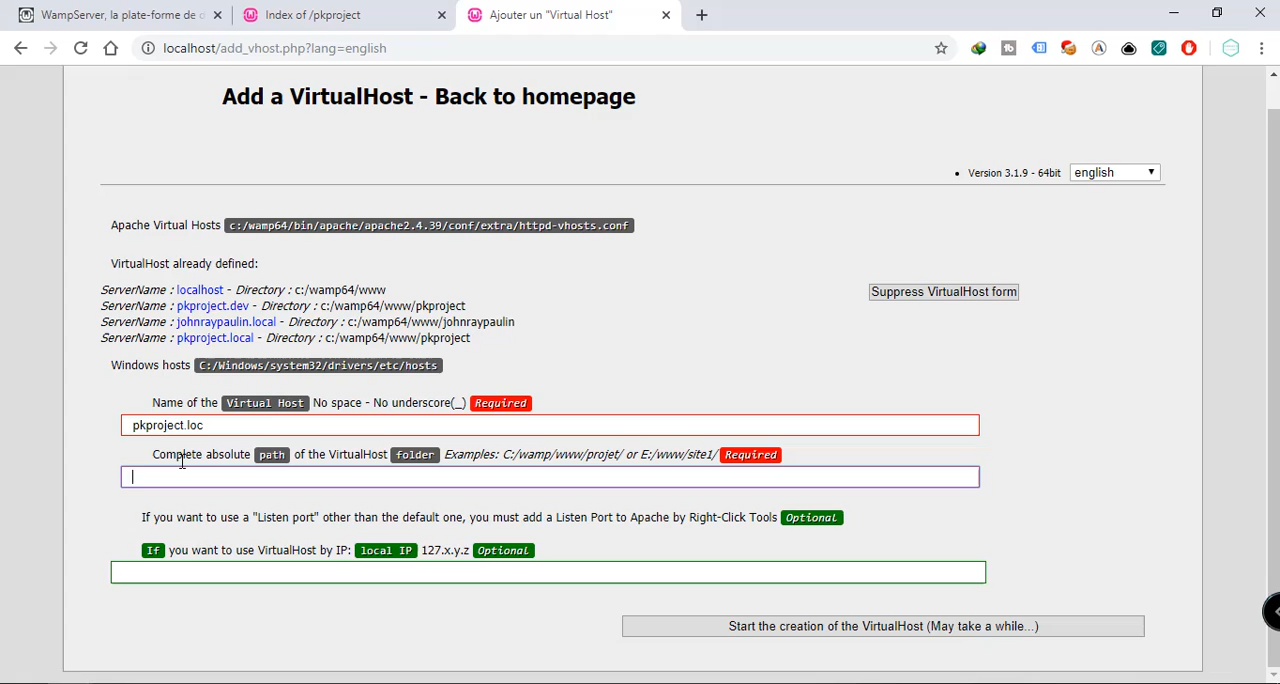 WampServer, la plate-forme de
Index of /pkproject
Ajouter un "Virtual Host"
localhost/add_vhost.php?lang=english
Add a VirtualHost - Back to homepage
Version 3.1.9 - 64bit english
Apache Virtual Hosts c:/wamp64/bin/apache/apache2.4.39/conf/extra/httpd-vhosts.conf
VirtualHost already defined:
ServerName : localhost - Directory : c:/wamp64/www
Suppress VirtualHost form
ServerName : pkproject.dev - Directory : c:/wamp64/www/pkproject
ServerName : johnraypaulin.local - Directory : c:/wamp64/www/johnraypaulin
ServerName : pkproject.local - Directory : c:/wamp64/www/pkproject
Windows hosts C:/Windows/system32/drivers/etc/hosts
Name of the Virtual Host No space - No underscore(_) Required
pkproject.loc
Complete absolute path of the VirtualHost folder Examples: C:/wamp/www/projet/ or E:/www/site1/ Required
If you want to use a "Listen port" other than the default one, you must add a Listen Port to Apache by Right-Click Tools Optional
If you want to use VirtualHost by IP: local IP 127.x.y.z Optional
Start the creation of the VirtualHost (May take a while...)